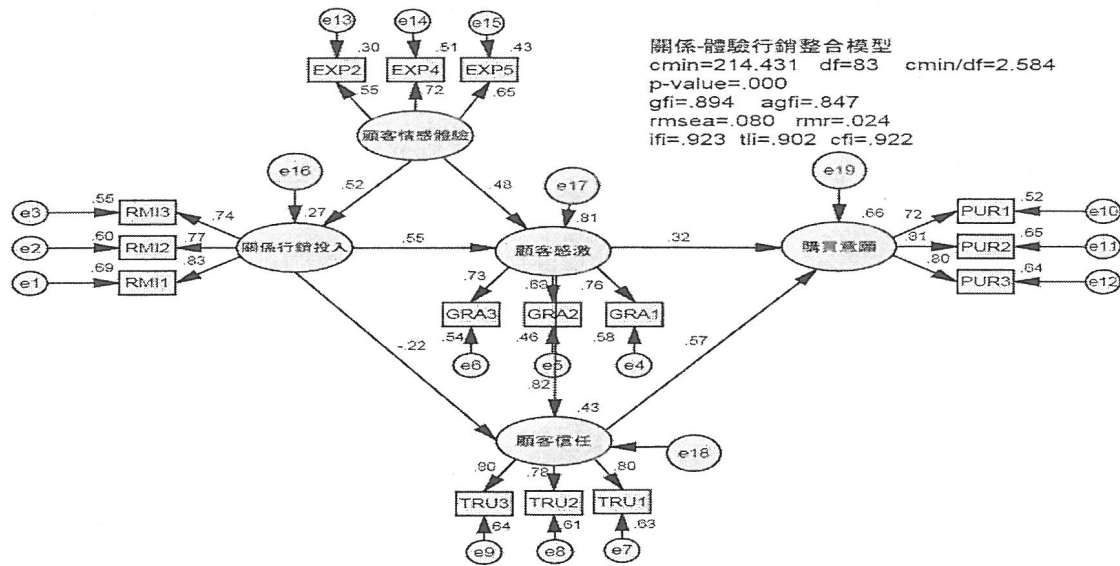 e13 e14 e15
.30 .51 .43
EXP2 EXP4 EXP5
.55 .72 .65
顧客情感體驗
關係-體驗行銷整合模型
cmin=214.431 df=83 cmin/df=2.584
p-value=.000
gfi=.894 agfi=.847
rmsea=.080 rmr=.024
ifi=.923 tli=.902 cfi=.922
e16 .52 .48 e17 e19
.27 .81 .66
e3 .55 RMI3 .74
e2 .60 RMI2 .77
e1 .69 RMI1 .83
關係行銷投入 .55 顧客感激 .32 購買意願
.72 PUR1 .52 e10
.81 PUR2 .65 e11
.80 PUR3 .64 e12
.73 .68 .76
GRA3 GRA2 GRA1
.54 .46 .58
e6 e5 e4
-.22 .82 .57
.43
顧客信任 e18
.80 .78 .80
TRU3 TRU2 TRU1
.64 .61 .63
e9 e8 e7